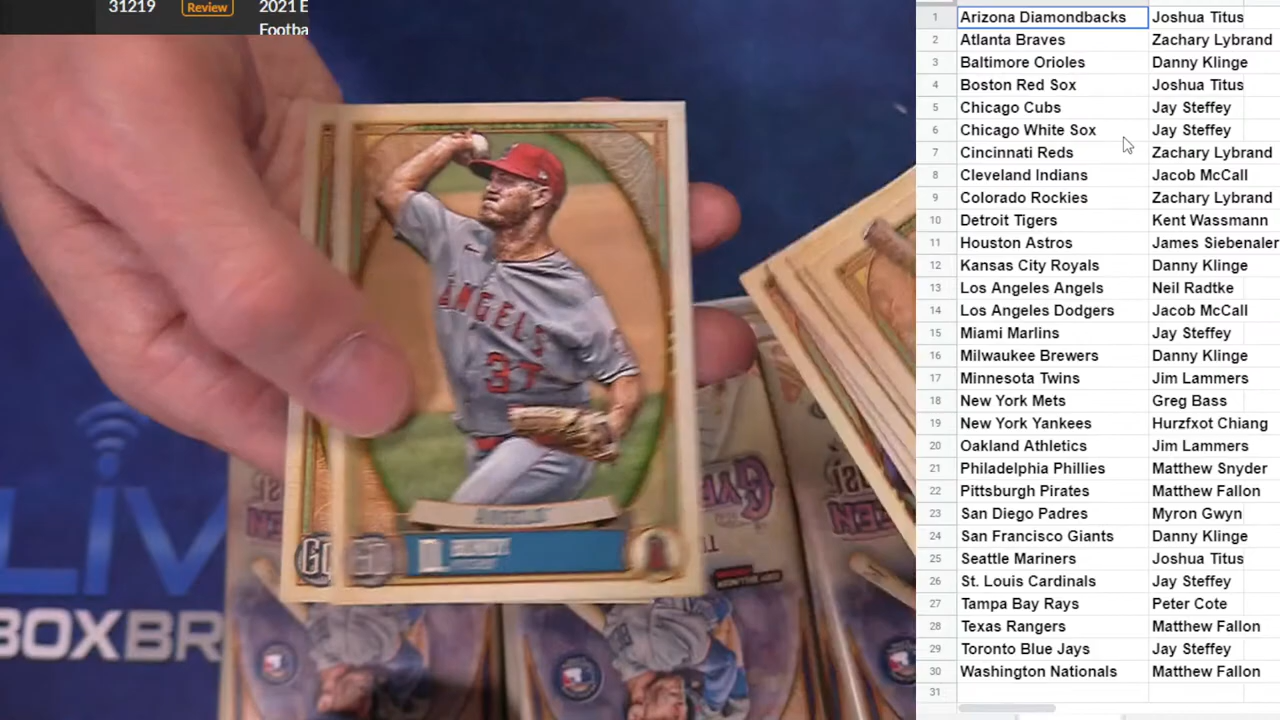 31219 Review 2021 E
Footba
ANGELS
37
ANGELS
LIV
BOXBR
1 Arizona Diamondbacks Joshua Titus
2 Atlanta Braves Zachary Lybrand
3 Baltimore Orioles Danny Klinge
4 Boston Red Sox Joshua Titus
5 Chicago Cubs Jay Steffey
6 Chicago White Sox Jay Steffey
7 Cincinnati Reds Zachary Lybrand
8 Cleveland Indians Jacob McCall
9 Colorado Rockies Zachary Lybrand
10 Detroit Tigers Kent Wassmann
11 Houston Astros James Siebenaler
12 Kansas City Royals Danny Klinge
13 Los Angeles Angels Neil Radtke
14 Los Angeles Dodgers Jacob McCall
15 Miami Marlins Jay Steffey
16 Milwaukee Brewers Danny Klinge
17 Minnesota Twins Jim Lammers
18 New York Mets Greg Bass
19 New York Yankees Hurzfxot Chiang
20 Oakland Athletics Jim Lammers
21 Philadelphia Phillies Matthew Snyder
22 Pittsburgh Pirates Matthew Fallon
23 San Diego Padres Myron Gwyn
24 San Francisco Giants Danny Klinge
25 Seattle Mariners Joshua Titus
26 St. Louis Cardinals Jay Steffey
27 Tampa Bay Rays Peter Cote
28 Texas Rangers Matthew Fallon
29 Toronto Blue Jays Jay Steffey
30 Washington Nationals Matthew Fallon
31